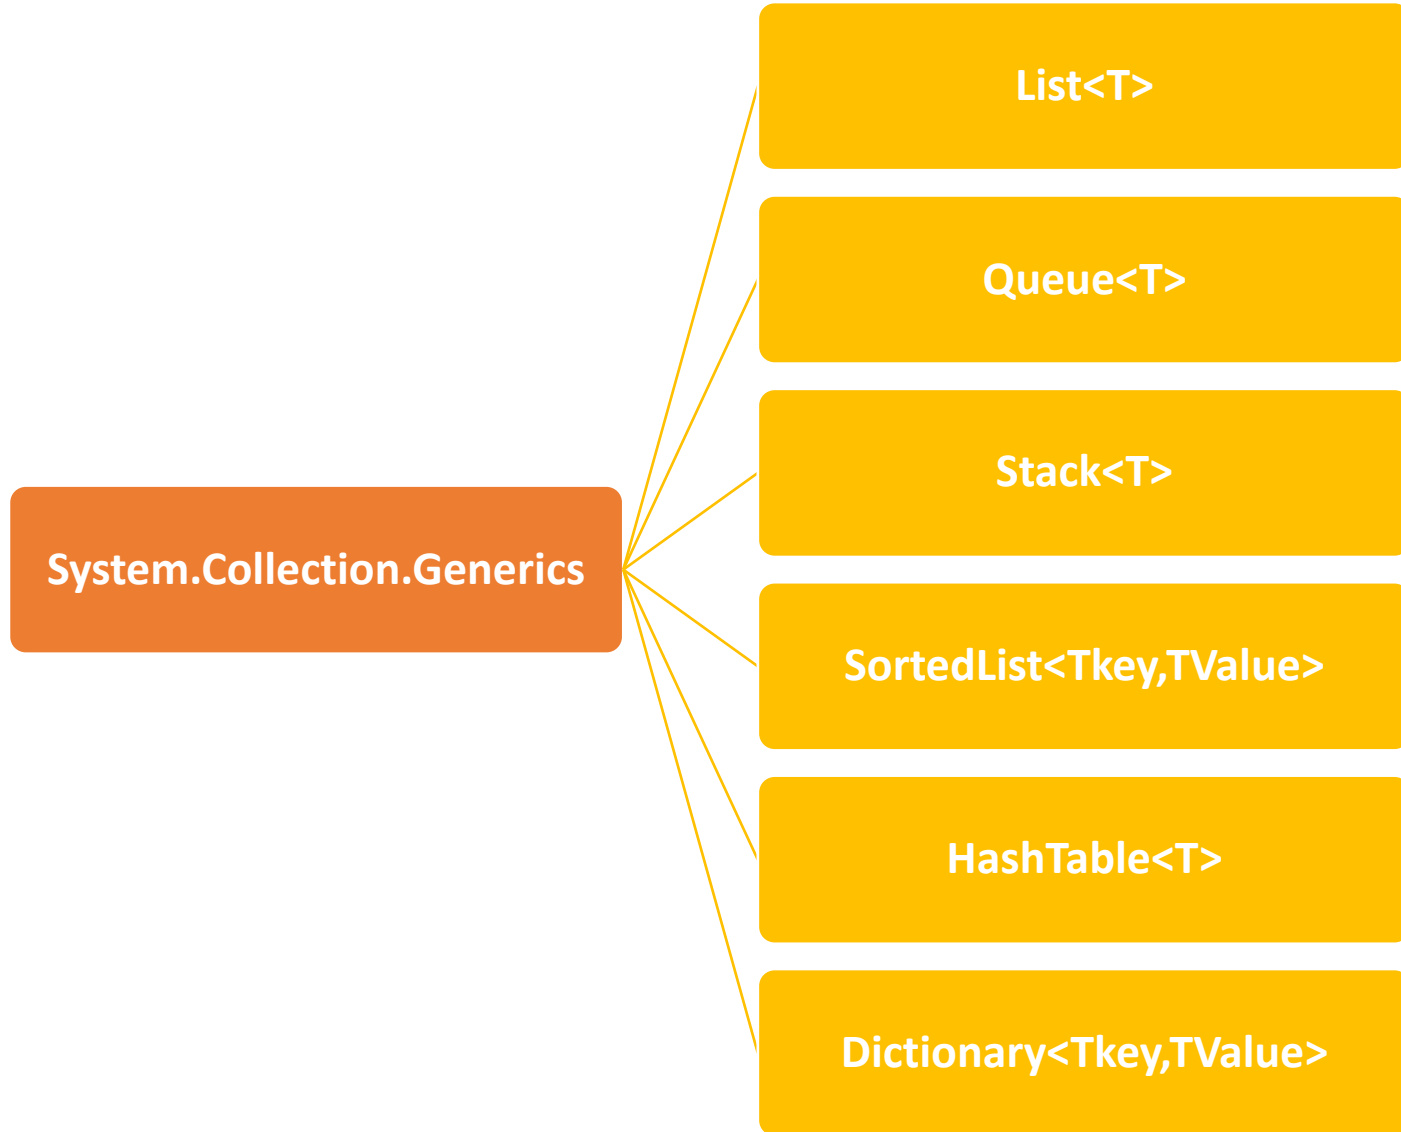 List<T>
Queue<T>
Stack<T>
System.Collection.Generics
SortedList<Tkey,TValue>
HashTable<T>
Dictionary<Tkey,TValue>